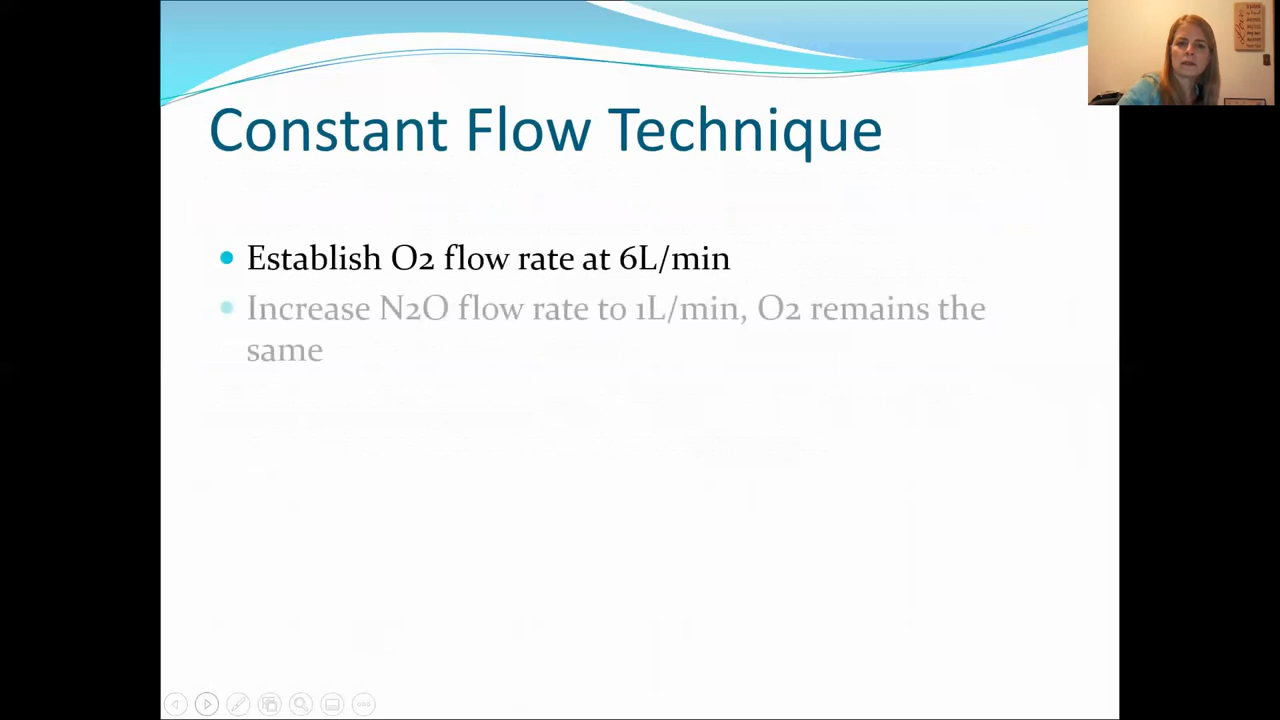 Constant Flow Technique
• Establish O2 flow rate at 6L/min
• Increase N2O flow rate to 1L/min, O2 remains the
same